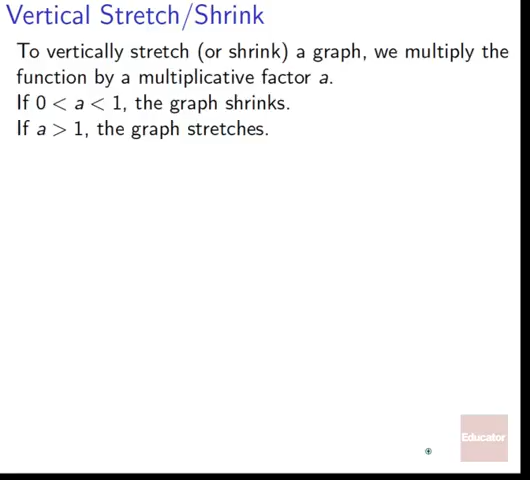 Vertical Stretch/Shrink
To vertically stretch (or shrink) a graph, we multiply the
function by a multiplicative factor a.
If 0 < a < 1, the graph shrinks.
If a > 1, the graph stretches.
Educator